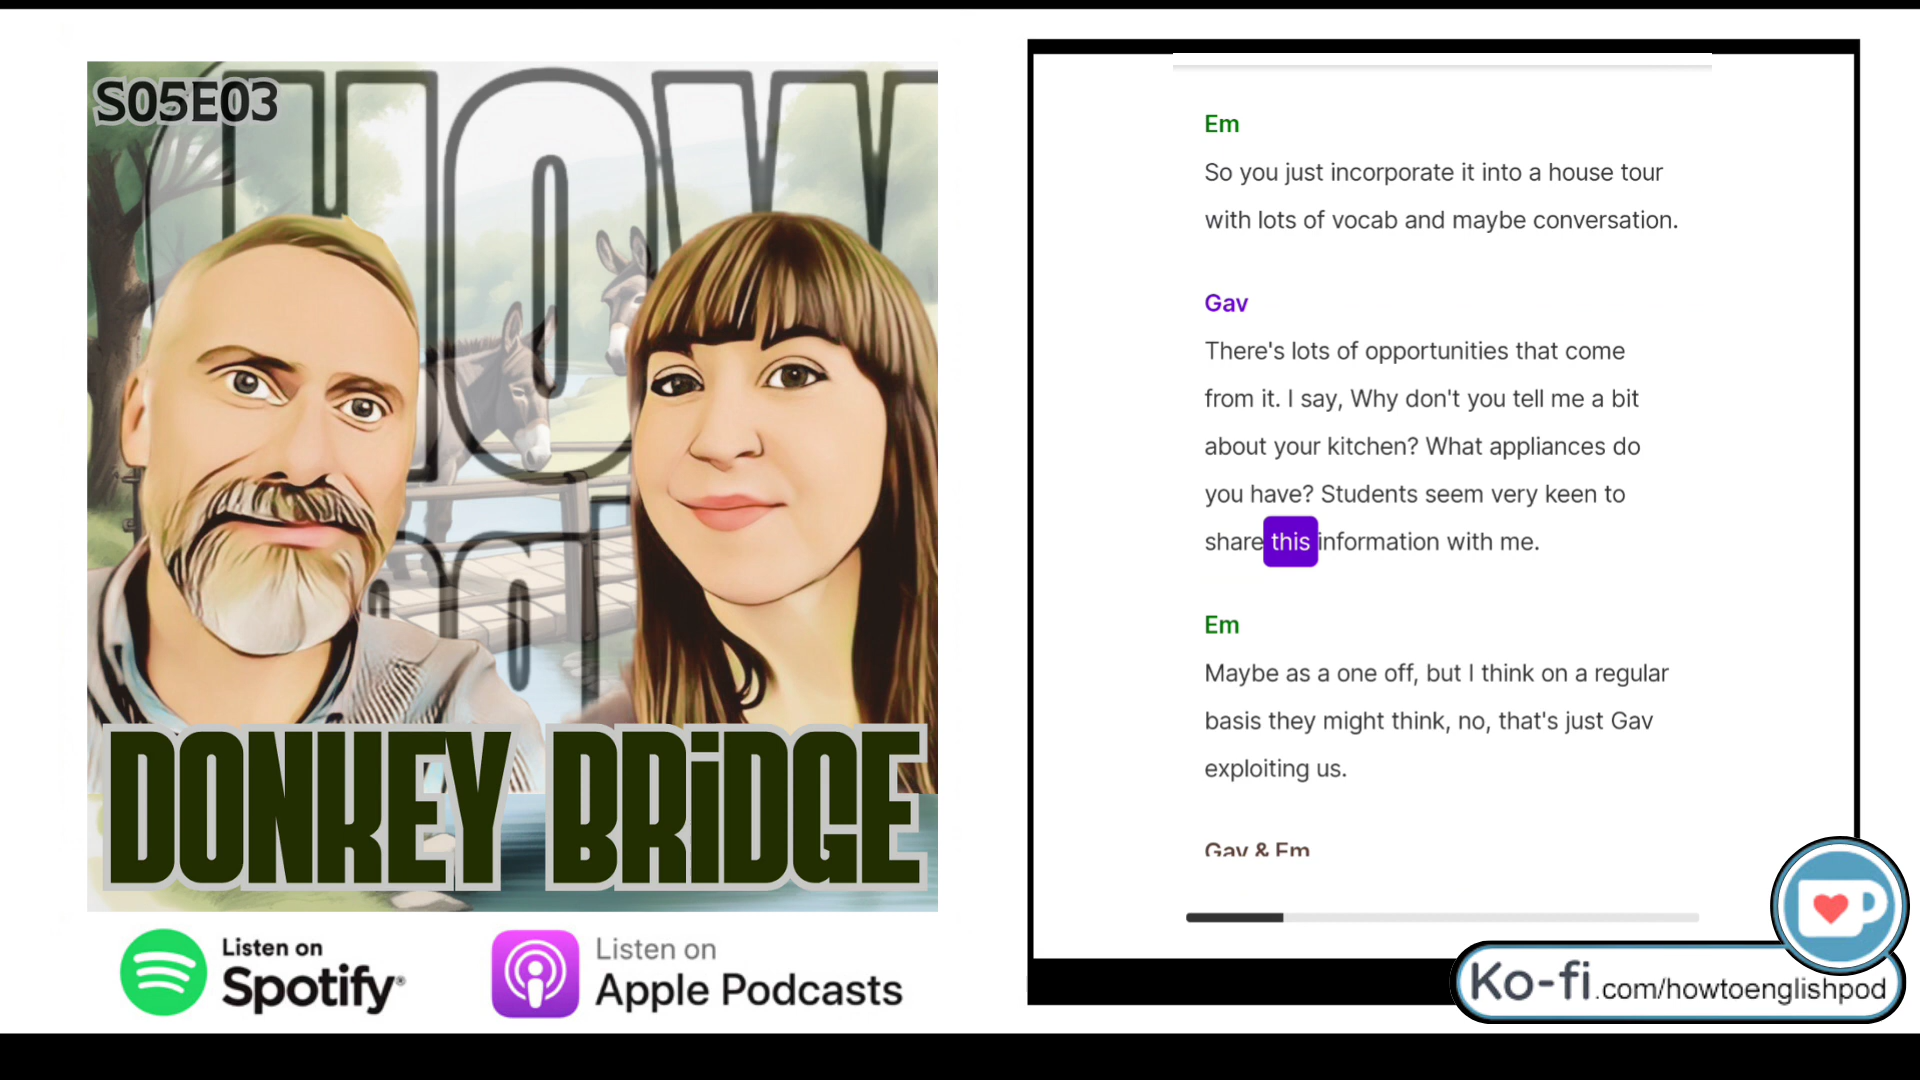 S05E03
HOW
DONKEY BRiDGE
Listen on
Spotify®
Listen on
Apple Podcasts
Em
So you just incorporate it into a house tour
with lots of vocab and maybe conversation.
Gav
There's lots of opportunities that come
from it. I say, Why don't you tell me a bit
about your kitchen? What appliances do
you have? Students seem very keen to
share this information with me.
Em
Maybe as a one off, but I think on a regular
basis they might think, no, that's just Gav
exploiting us.
Gav & Em
Ko-fi.com/howtoenglishpod